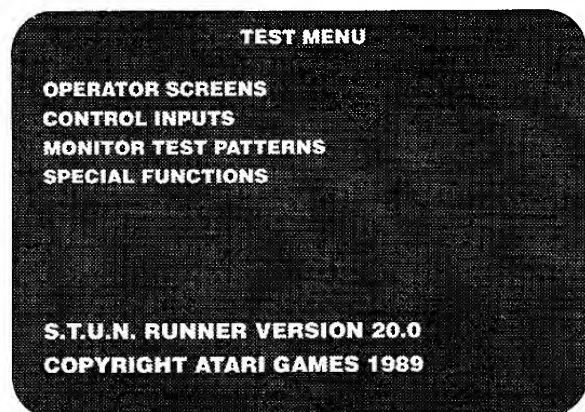 TEST MENU
OPERATOR SCREENS
CONTROL INPUTS
MONITOR TEST PATTERNS
SPECIAL FUNCTIONS
S.T.U.N. RUNNER VERSION 20.0
COPYRIGHT ATARI GAMES 1989